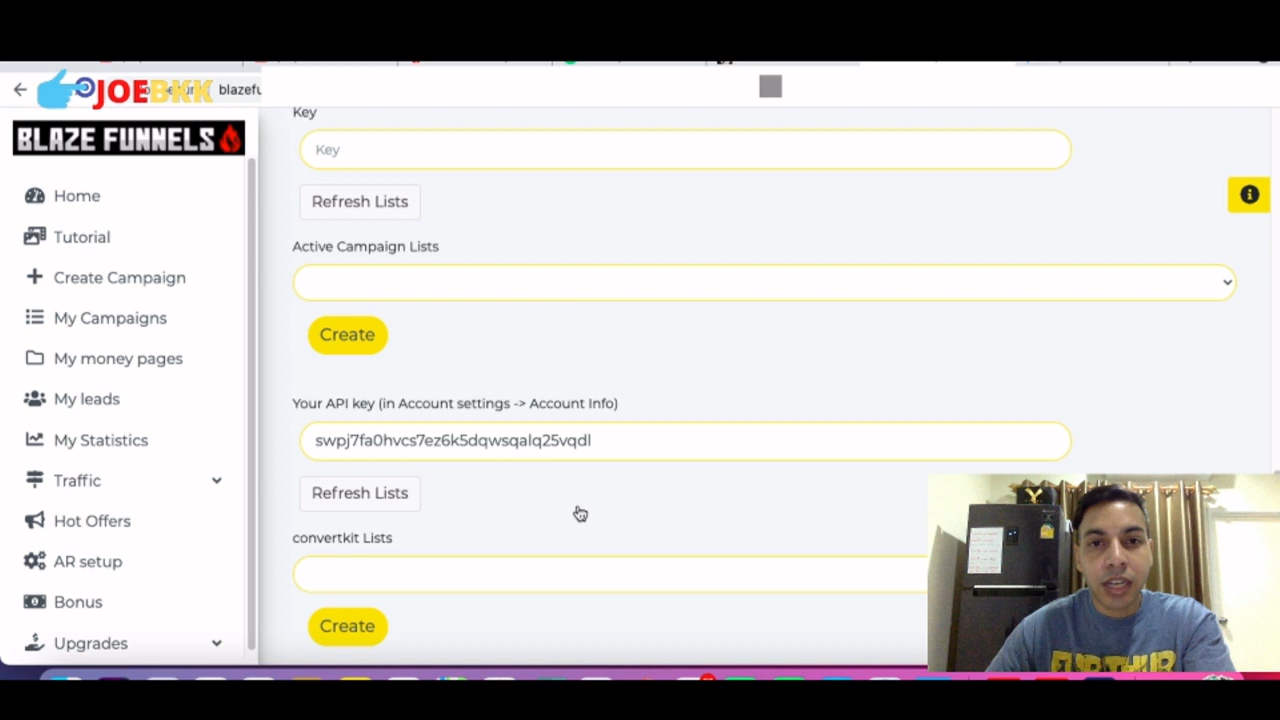 JOEBKK
blazefu
BLAZE FUNNELS
Home
Tutorial
Create Campaign
My Campaigns
My money pages
My leads
My Statistics
Traffic
Hot Offers
AR setup
Bonus
Upgrades
Key
Key
Refresh Lists
Active Campaign Lists
Create
Your API key (in Account settings -> Account Info)
swpj7fa0hvcs7ez6k5dqwsqalq25vqdl
Refresh Lists
convertkit Lists
Create